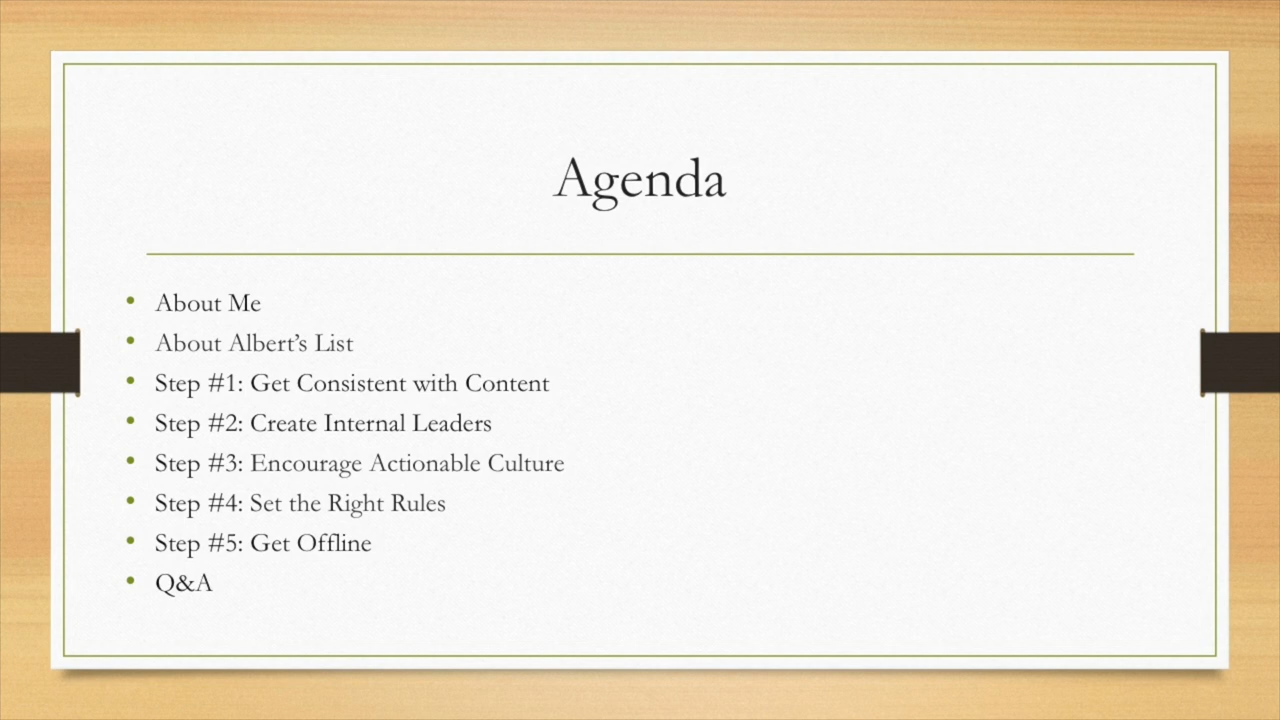 Agenda
• About Me
• About Albert’s List
• Step #1: Get Consistent with Content
• Step #2: Create Internal Leaders
• Step #3: Encourage Actionable Culture
• Step #4: Set the Right Rules
• Step #5: Get Offline
• Q&A